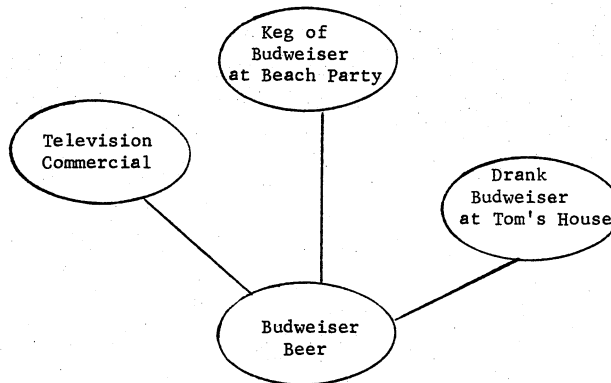 Keg of
Budweiser
at Beach Party
Television
Commercial
Drank
Budweiser
at Tom's House
Budweiser
Beer